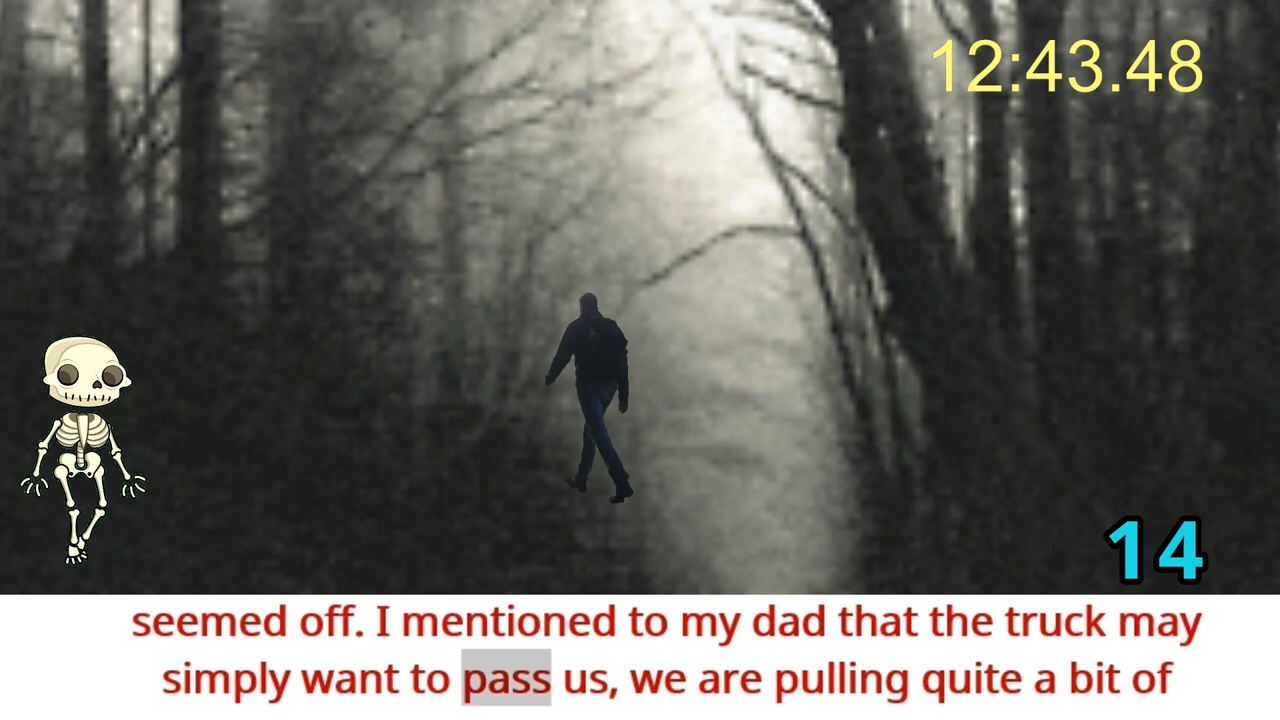 12:43.48
14
seemed off. I mentioned to my dad that the truck may
simply want to pass us, we are pulling quite a bit of